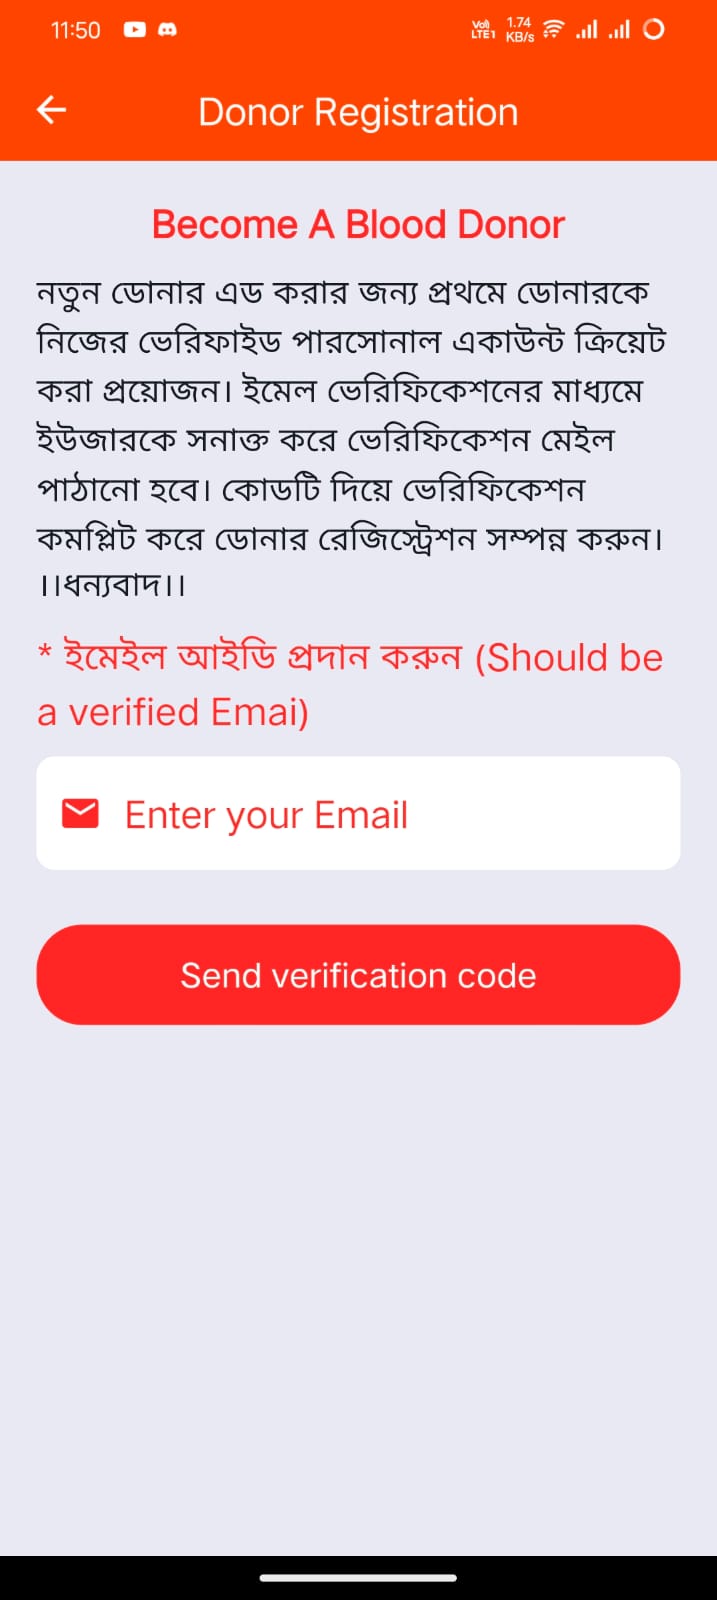 11:50
Vo) 1.74
LTE1 KB/s
Donor Registration
Become A Blood Donor
নতুন ডোনার এড করার জন্য প্রথমে ডোনারকে
নিজের ভেরিফাইড পারসোনাল একাউন্ট ক্রিয়েট
করা প্রয়োজন। ইমেল ভেরিফিকেশনের মাধ্যমে
ইউজারকে সনাক্ত করে ভেরিফিকেশন মেইল
পাঠানো হবে। কোডটি দিয়ে ভেরিফিকেশন
কমপ্লিট করে ডোনার রেজিস্ট্রেশন সম্পন্ন করুন।
।।ধন্যবাদ।।
* ইমেইল আইডি প্রদান করুন (Should be
a verified Emai)
Enter your Email
Send verification code